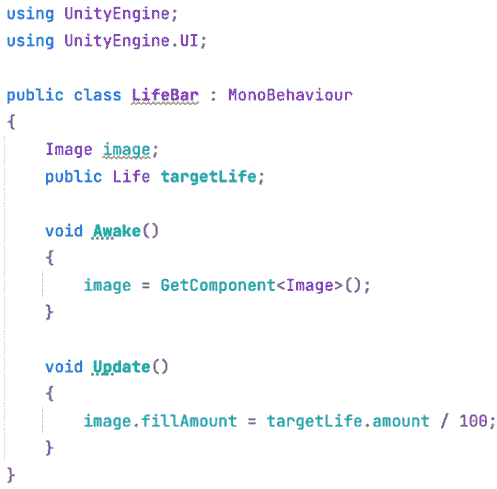 using UnityEngine;
using UnityEngine.UI;
public class LifeBar : MonoBehaviour
{
Image image;
public Life targetLife;
void Awake()
{
image = GetComponent<Image>();
}
void Update()
{
image.fillAmount = targetLife.amount / 100;
}
}